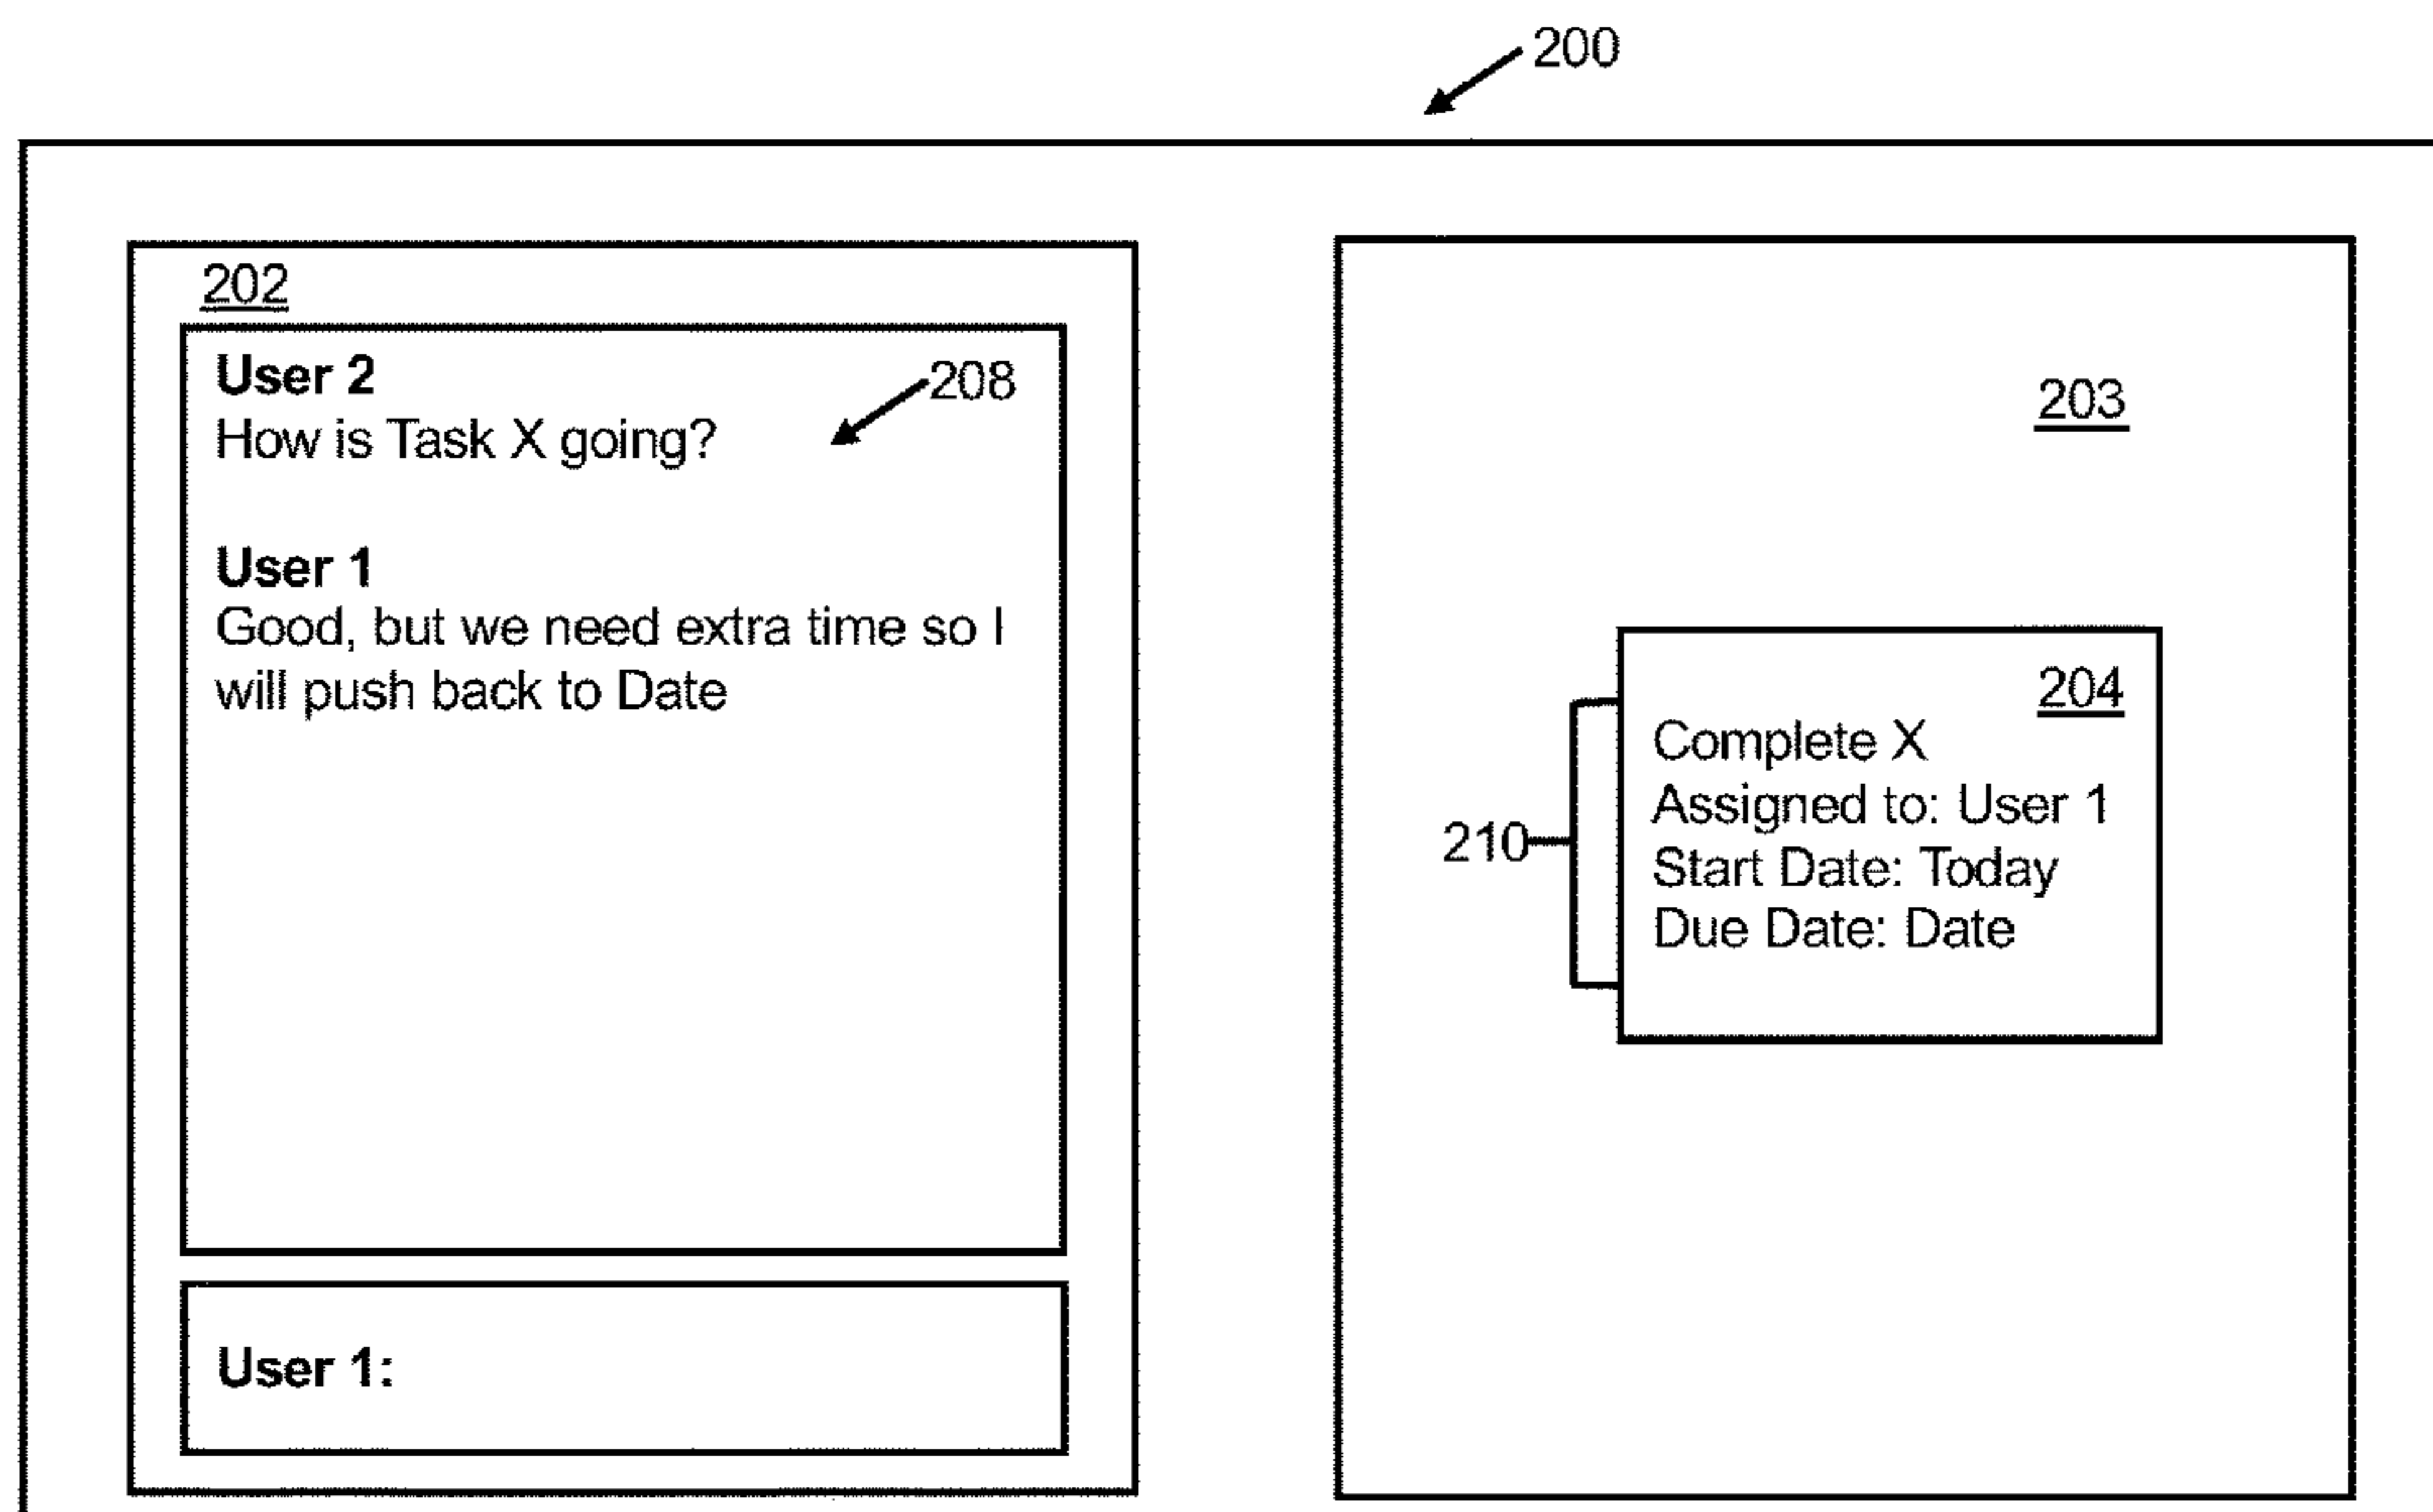 200
202
User 2
208
How is Task X going?
User 1
Good, but we need extra time so I
will push back to Date
User 1:
203
204
Complete X
Assigned to: User 1
Start Date: Today
Due Date: Date
210